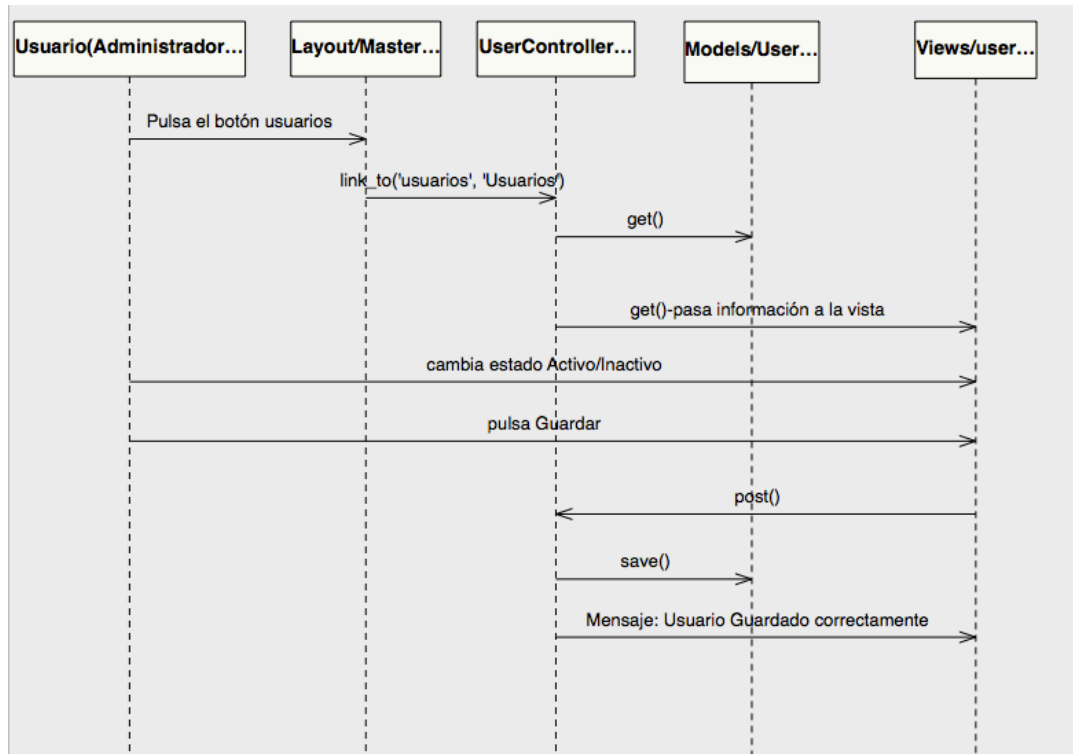 Usuario(Administrador...
Layout/Master...
UserController...
Models/User...
Views/user...
Pulsa el botón usuarios
link_to('usuarios', 'Usuarios')
get()
get()-pasa información a la vista
cambia estado Activo/Inactivo
pulsa Guardar
post()
save()
Mensaje: Usuario Guardado correctamente